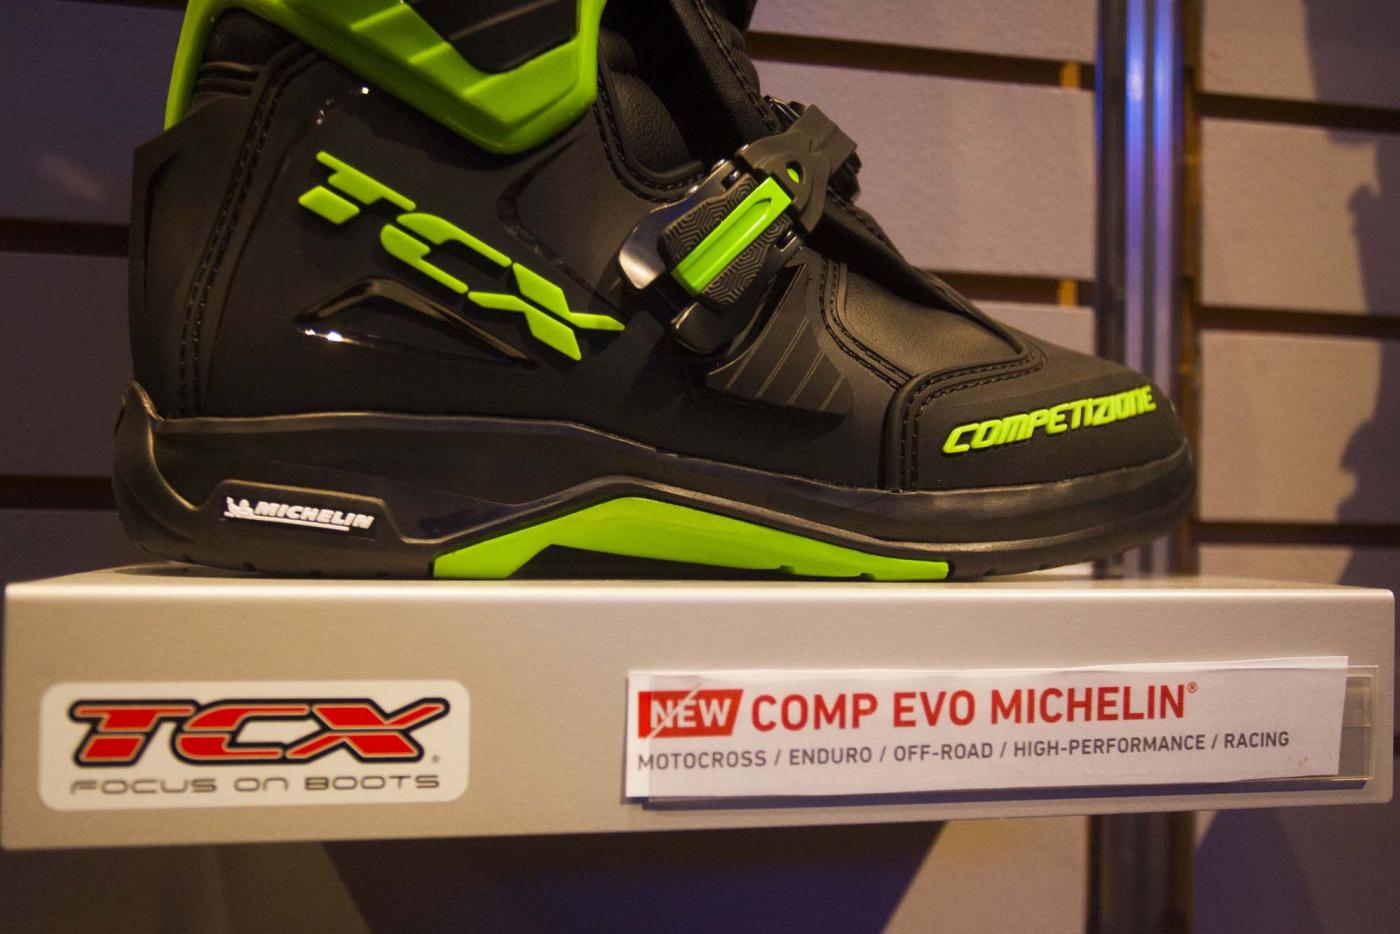 TCX
COMPETIZIONE
MICHELIN
TCX®
FOCUS ON BOOTS
NEW COMP EVO MICHELIN®
MOTOCROSS / ENDURO / OFF-ROAD / HIGH-PERFORMANCE / RACING